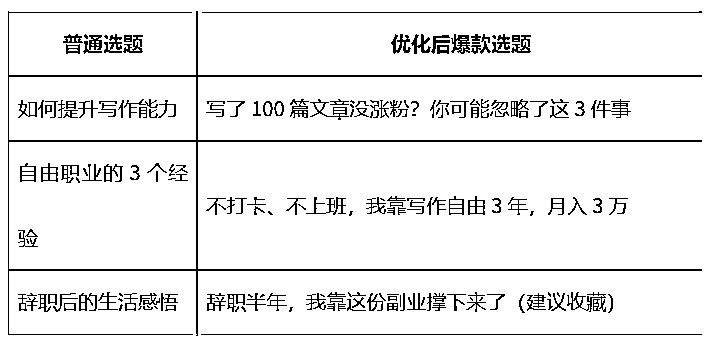 普通选题
优化后爆款选题
如何提升写作能力
写了 100 篇文章没涨粉？你可能忽略了这 3 件事
自由职业的 3 个经
验
不打卡、不上班，我靠写作自由 3 年，月入 3 万
辞职后的生活感悟
辞职半年，我靠这份副业撑下来了（建议收藏）